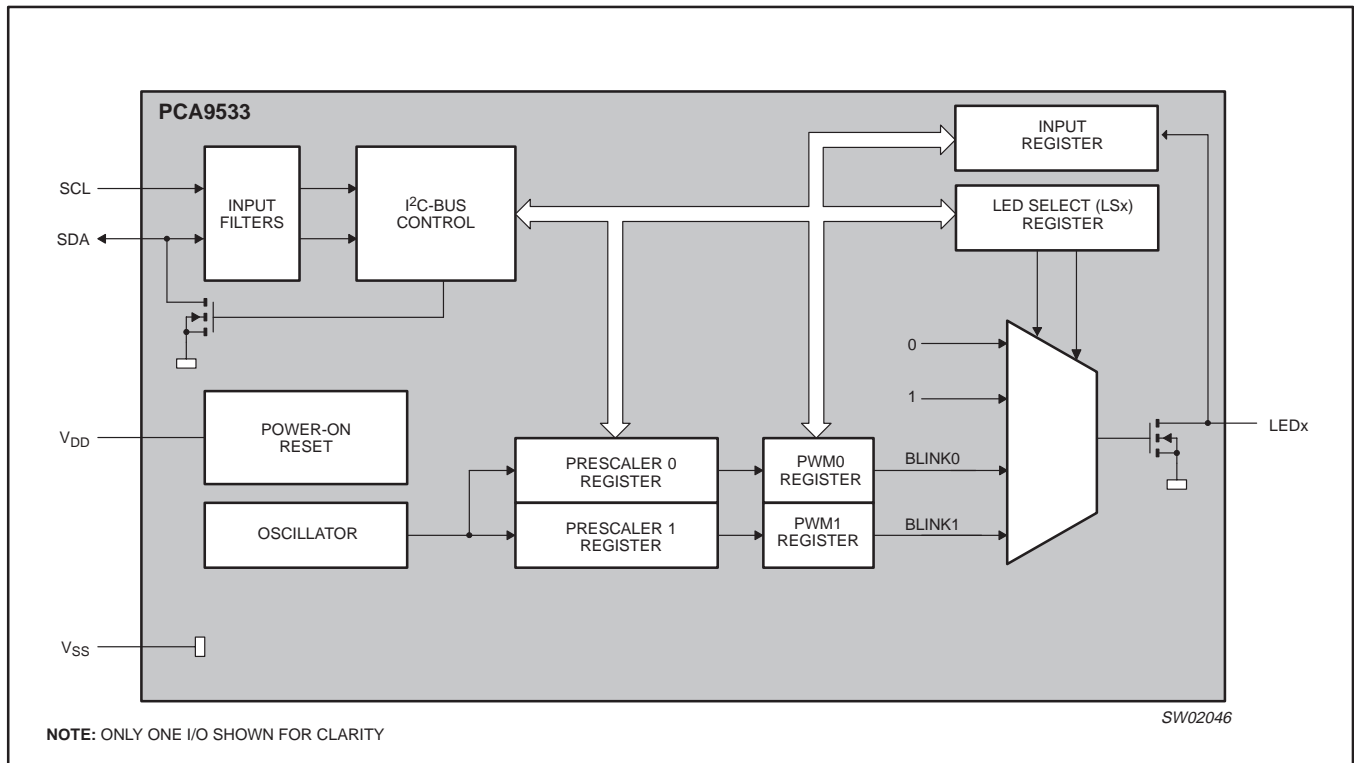 PCA9533
SCL
SDA
INPUT
FILTERS
I²C-BUS
CONTROL
INPUT
REGISTER
LED SELECT (LSx)
REGISTER
0
1
VDD
POWER-ON
RESET
OSCILLATOR
PRESCALER 0
REGISTER
PRESCALER 1
REGISTER
PWM0
REGISTER
PWM1
REGISTER
BLINK0
BLINK1
LEDx
VSS
SW02046
NOTE: ONLY ONE I/O SHOWN FOR CLARITY